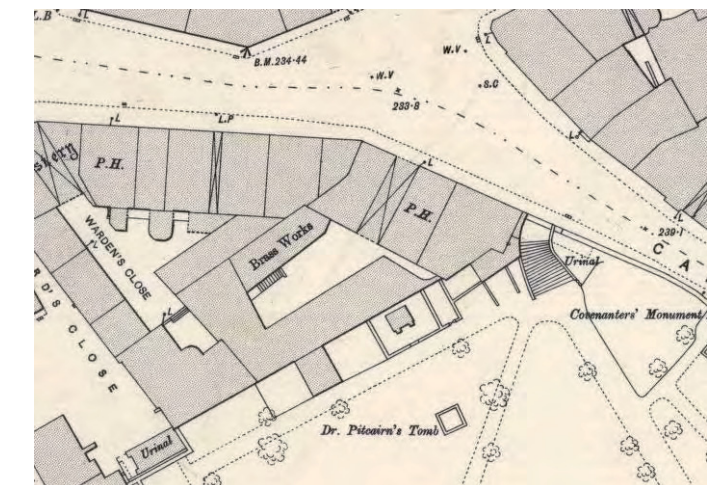 L.B
L
B.M.234·44
W.V
W.V
S.C
L
233·8
L
L.P
L
P.H.
P.H.
WARDEN'S CLOSE
L
L
Brass Works
L
239·1
C A
Urinal
Covenanters' Monument
D'S CLOSE
Dr. Pitcairn's Tomb
Urinal